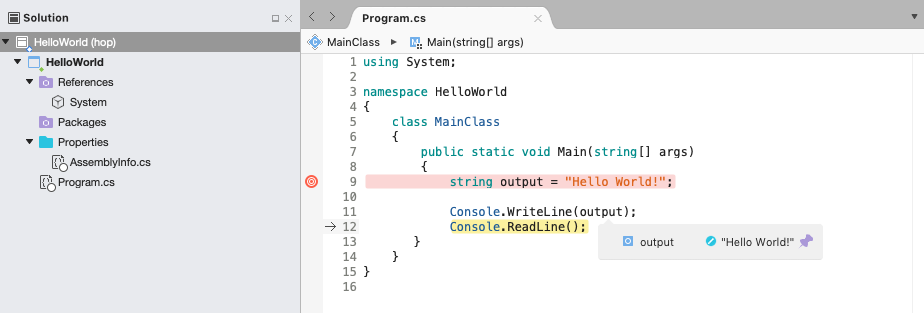 Solution
HelloWorld (hop)
HelloWorld
References
System
Packages
Properties
AssemblyInfo.cs
Program.cs
Program.cs
MainClass
Main(string[] args)
1 using System;
2
3 namespace HelloWorld
4 {
5     class MainClass
6     {
7         public static void Main(string[] args)
8         {
9             string output = "Hello World!";
10
11             Console.WriteLine(output);
12             Console.ReadLine();
13         }
14     }
15 }
16
output "Hello World!"